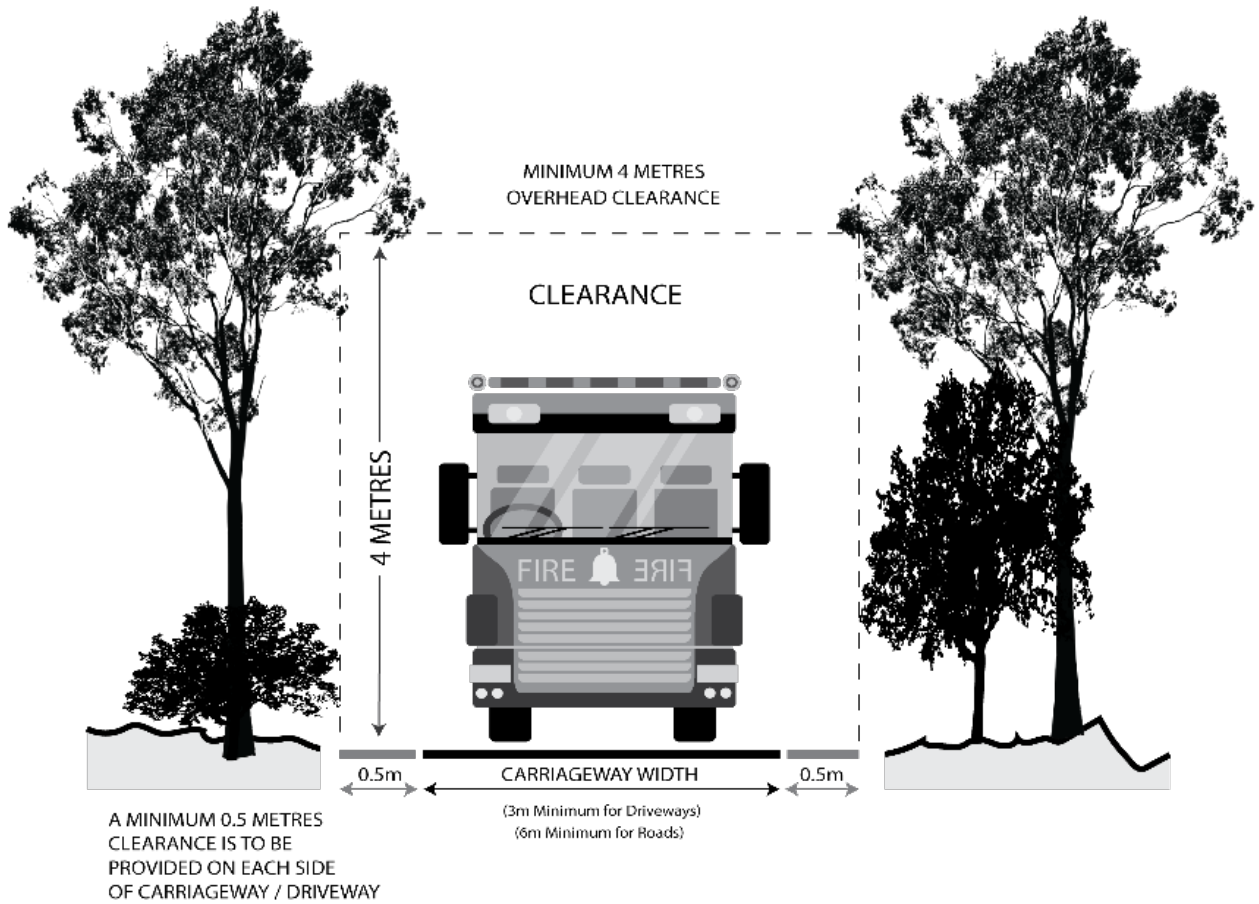 MINIMUM 4 METRES
OVERHEAD CLEARANCE
CLEARANCE
4 METRES
FIRE FIRE
0.5m
CARRIAGEWAY WIDTH
0.5m
(3m Minimum for Driveways)
(6m Minimum for Roads)
A MINIMUM 0.5 METRES
CLEARANCE IS TO BE
PROVIDED ON EACH SIDE
OF CARRIAGEWAY / DRIVEWAY